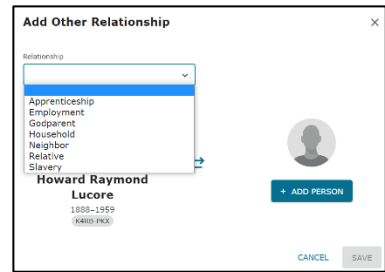 Add Other Relationship
Relationship
Apprenticeship
Employment
Godparent
Household
Neighbor
Relative
Slavery
Howard Raymond
Lucore
1888–1959
K4R8-PKX
+ ADD PERSON
CANCEL
SAVE